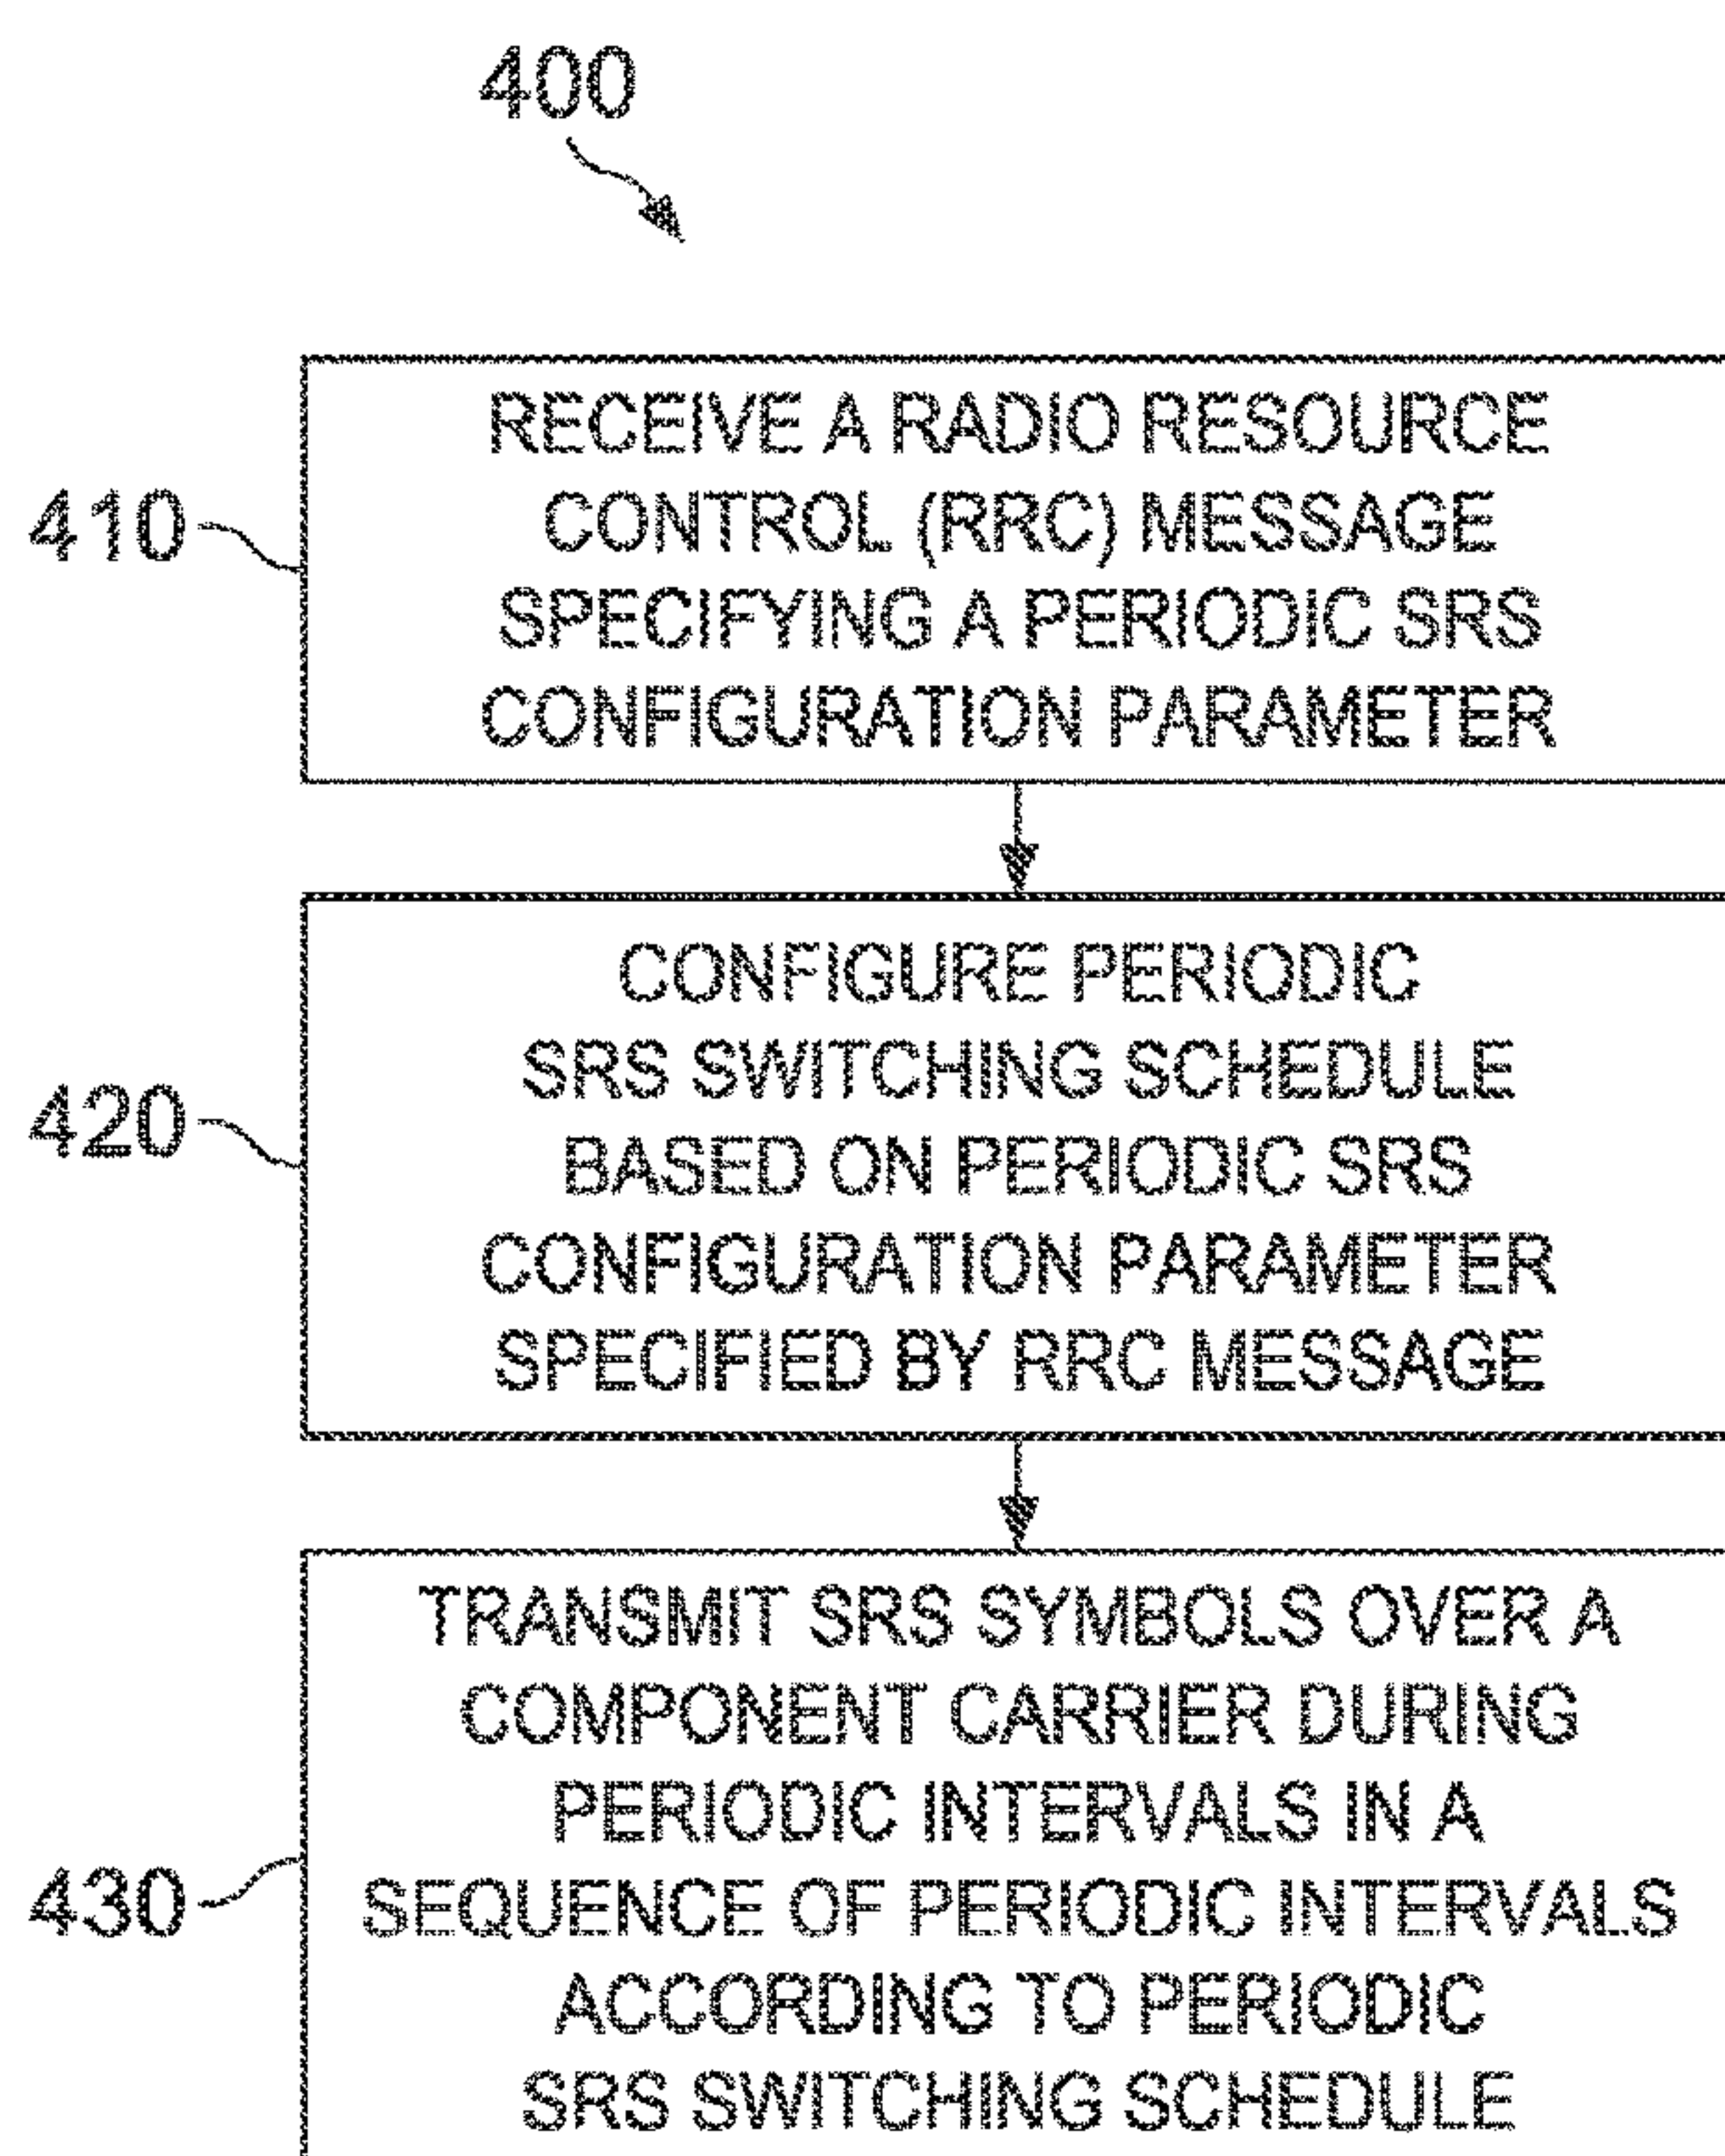 400
410
RECEIVE A RADIO RESOURCE
CONTROL (RRC) MESSAGE
SPECIFYING A PERIODIC SRS
CONFIGURATION PARAMETER
420
CONFIGURE PERIODIC
SRS SWITCHING SCHEDULE
BASED ON PERIODIC SRS
CONFIGURATION PARAMETER
SPECIFIED BY RRC MESSAGE
430
TRANSMIT SRS SYMBOLS OVER A
COMPONENT CARRIER DURING
PERIODIC INTERVALS IN A
SEQUENCE OF PERIODIC INTERVALS
ACCORDING TO PERIODIC
SRS SWITCHING SCHEDULE